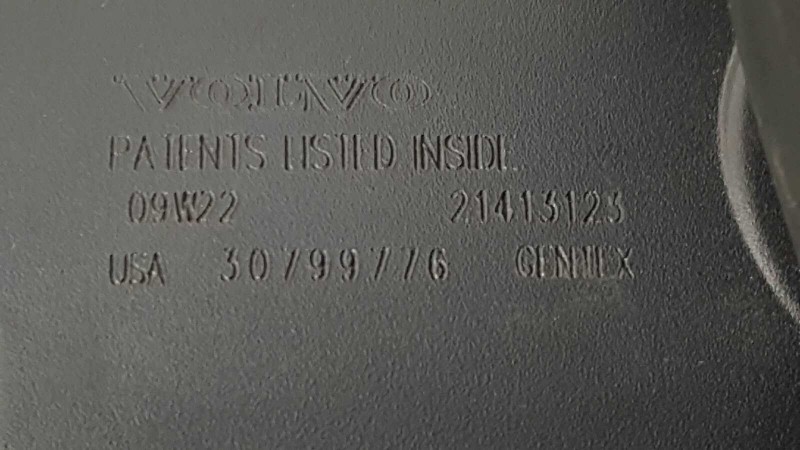 VOLVO
PATENTS LISTED INSIDE
09W22 21413123
USA 30799776 GENTEX